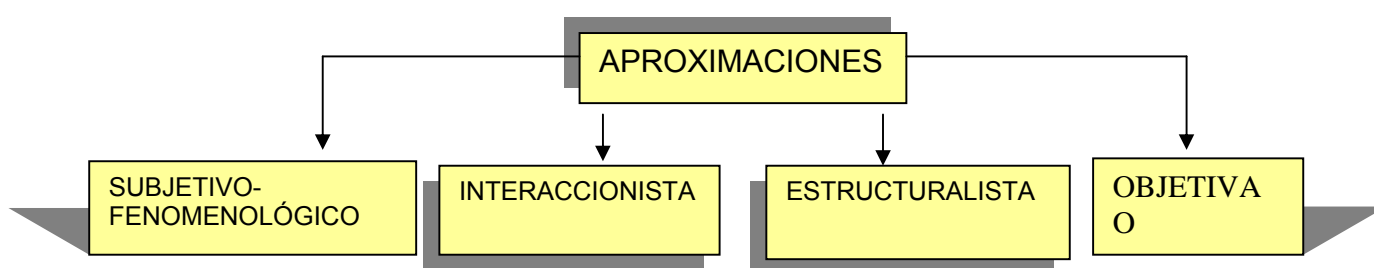 APROXIMACIONES
SUBJETIVO-
FENOMENOLÓGICO
INTERACCIONISTA
ESTRUCTURALISTA
OBJETIVA
O